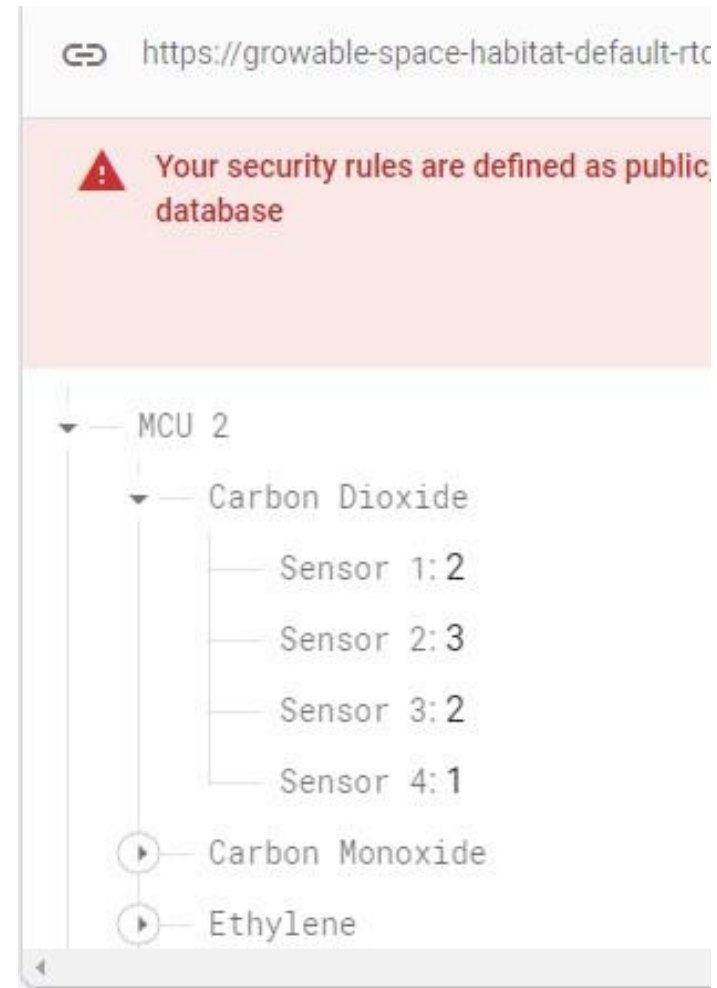 https://growable-space-habitat-default-rtd
Your security rules are defined as public,
database
MCU 2
Carbon Dioxide
Sensor 1: 2
Sensor 2: 3
Sensor 3: 2
Sensor 4: 1
Carbon Monoxide
Ethylene